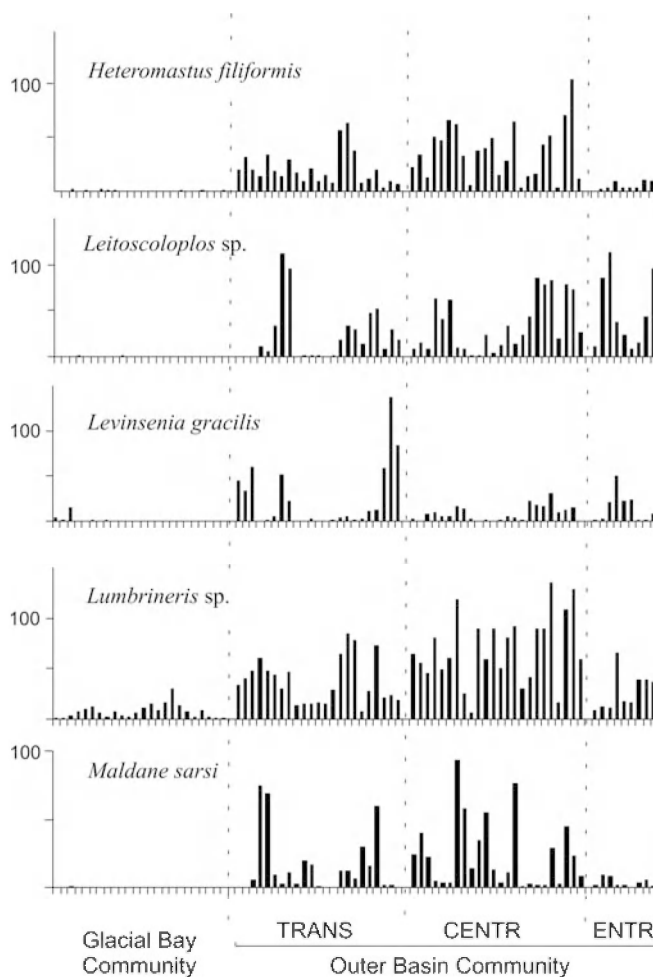 Heteromastus filiformis
100
Leitoscoloplos sp.
100
Levinsenia gracilis
100
Lumbrineris sp.
100
Maldane sarsi
100
Glacial Bay
Community
TRANS CENTR ENTR
Outer Basin Community